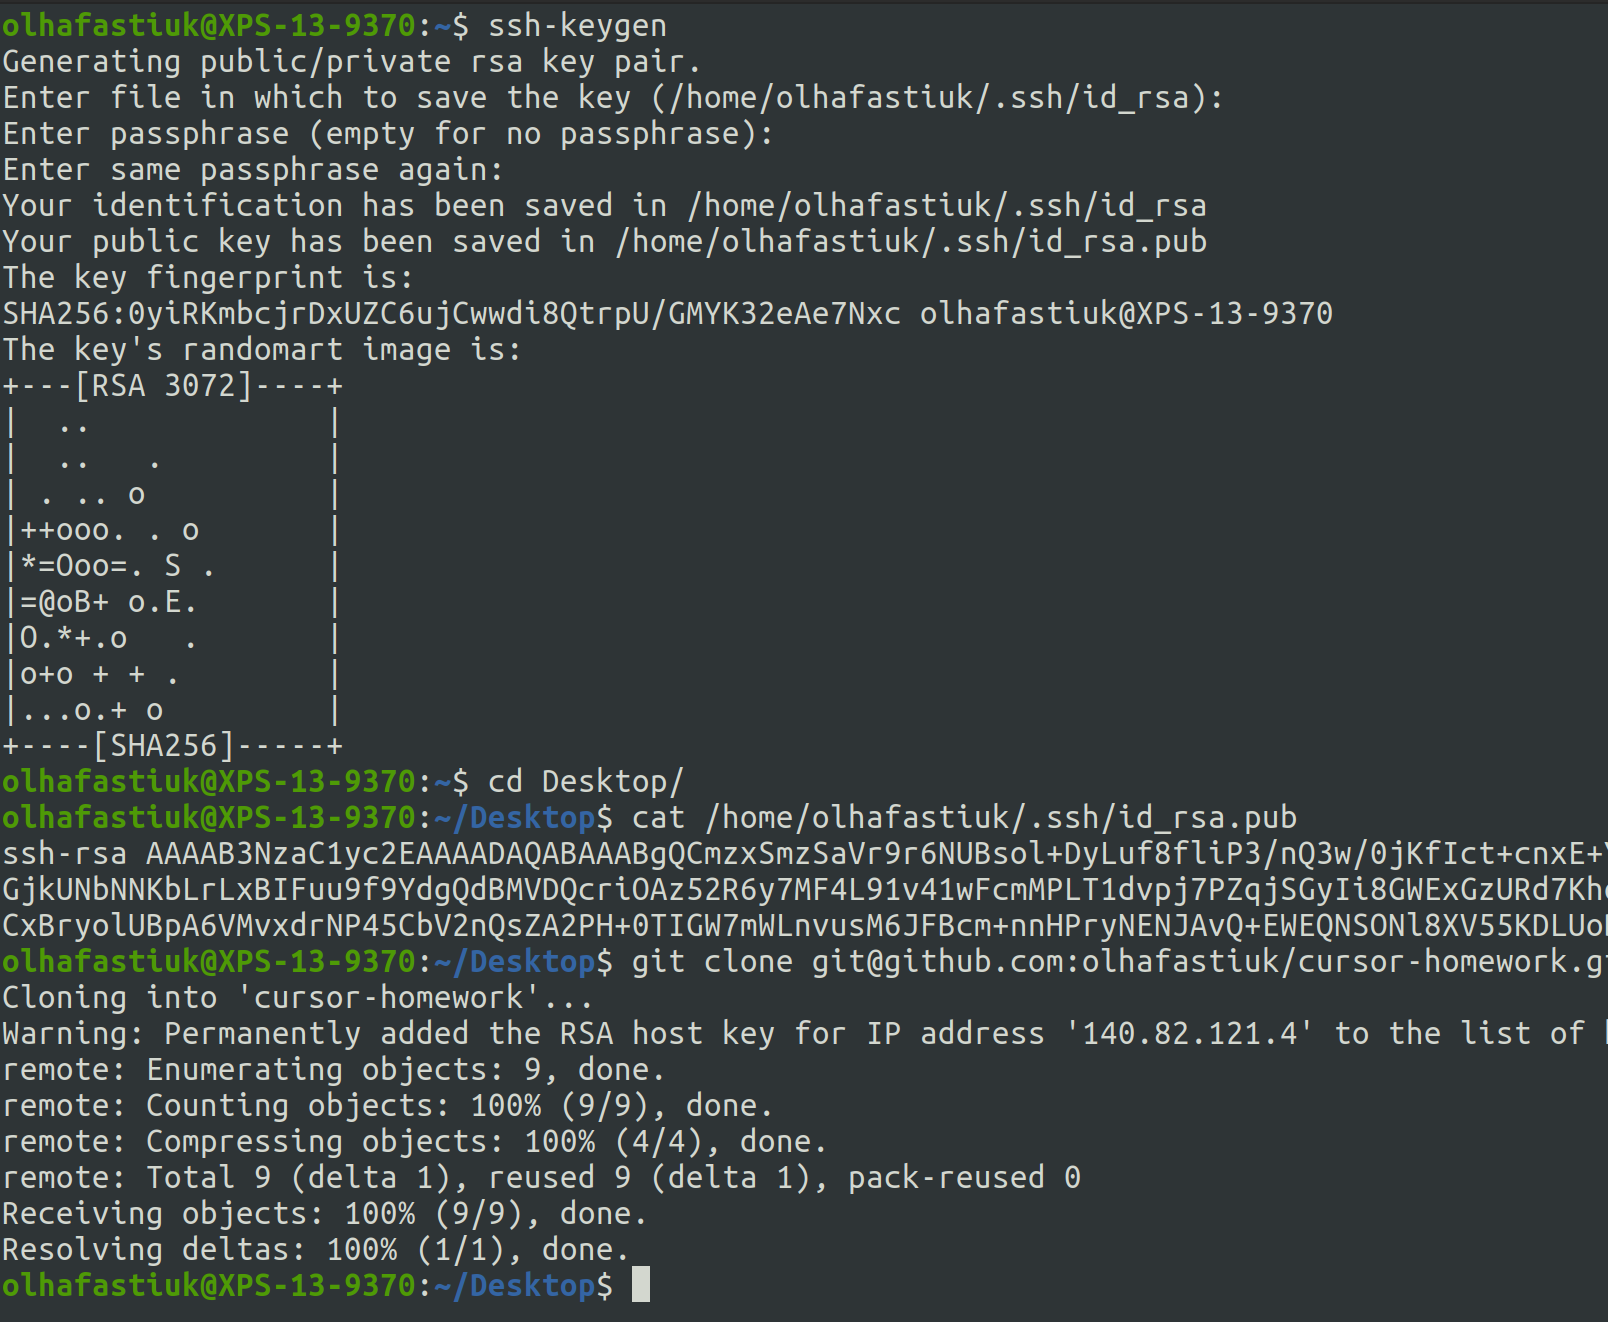 olhafastiuk@XPS-13-9370:~$ ssh-keygen
Generating public/private rsa key pair.
Enter file in which to save the key (/home/olhafastiuk/.ssh/id_rsa):
Enter passphrase (empty for no passphrase):
Enter same passphrase again:
Your identification has been saved in /home/olhafastiuk/.ssh/id_rsa
Your public key has been saved in /home/olhafastiuk/.ssh/id_rsa.pub
The key fingerprint is:
SHA256:0yiRKmbcjrDxUZC6ujCwwdi8QtrpU/GMYK32eAe7Nxc olhafastiuk@XPS-13-9370
The key's randomart image is:
+---[RSA 3072]----+
|  ..             |
|  ..   .         |
| . .. o          |
|++ooo. . o       |
|*=Ooo=. S .      |
|=@oB+ o.E.       |
|O.*+.o   .       |
|o+o + + .        |
|...o.+ o         |
+----[SHA256]-----+
olhafastiuk@XPS-13-9370:~$ cd Desktop/
olhafastiuk@XPS-13-9370:~/Desktop$ cat /home/olhafastiuk/.ssh/id_rsa.pub
ssh-rsa AAAAB3NzaC1yc2EAAAADAQABAAABgQCmzxSmzSaVr9r6NUBsol+DyLuf8fliP3/nQ3w/0jKfIct+cnxE+
GjkUNbNNKbLrLxBIFuu9f9YdgQdBMVDQcriOAz52R6y7MF4L91v41wFcmMPLT1dvpj7PZqjSGyIi8GWExGzURd7Kh
CxBryolUBpA6VMvxdrNP45CbV2nQsZA2PH+0TIGW7mWLnvusM6JFBcm+nnHPryNENJAvQ+EWEQNSONl8XV55KDLUo
olhafastiuk@XPS-13-9370:~/Desktop$ git clone git@github.com:olhafastiuk/cursor-homework.g
Cloning into 'cursor-homework'...
Warning: Permanently added the RSA host key for IP address '140.82.121.4' to the list of
remote: Enumerating objects: 9, done.
remote: Counting objects: 100% (9/9), done.
remote: Compressing objects: 100% (4/4), done.
remote: Total 9 (delta 1), reused 9 (delta 1), pack-reused 0
Receiving objects: 100% (9/9), done.
Resolving deltas: 100% (1/1), done.
olhafastiuk@XPS-13-9370:~/Desktop$